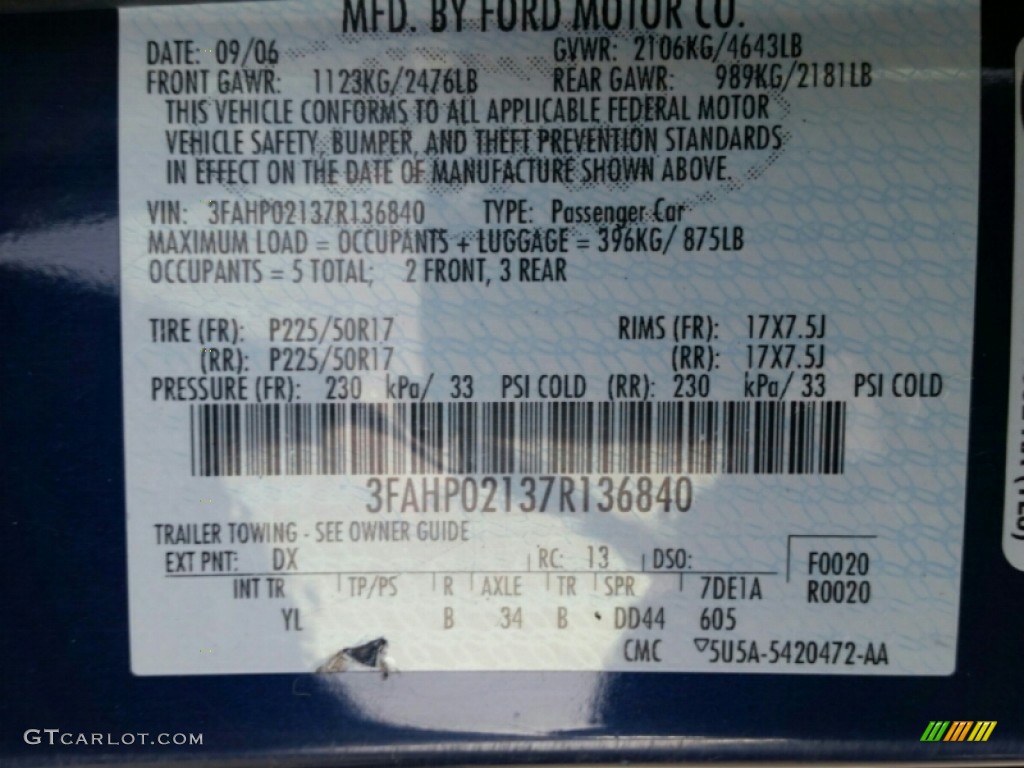 MFD. BY FORD MOTOR CO.
DATE: 09/06 GVWR: 2106KG/4643LB
FRONT GAWR: 1123KG/2476LB REAR GAWR: 989KG/2181LB
THIS VEHICLE CONFORMS TO ALL APPLICABLE FEDERAL MOTOR
VEHICLE SAFETY, BUMPER, AND THEFT PREVENTION STANDARDS
IN EFFECT ON THE DATE OF MANUFACTURE SHOWN ABOVE.
VIN: 3FAHP02137R136840 TYPE: Passenger Car
MAXIMUM LOAD = OCCUPANTS + LUGGAGE = 396KG/ 875LB
OCCUPANTS = 5 TOTAL; 2 FRONT, 3 REAR
TIRE (FR): P225/50R17 RIMS (FR): 17X7.5J
(RR): P225/50R17 (RR): 17X7.5J
PRESSURE (FR): 230 kPa/ 33 PSI COLD (RR): 230 kPa/ 33 PSI COLD
3FAHP02137R136840
TRAILER TOWING - SEE OWNER GUIDE
EXT PNT: DX RC: 13 DSO: F0020
INT TR TP/PS R AXLE TR SPR 7DE1A R0020
YL B 34 B DD44 605
CMC 5U5A-5420472-AA
GTCARLOT.COM